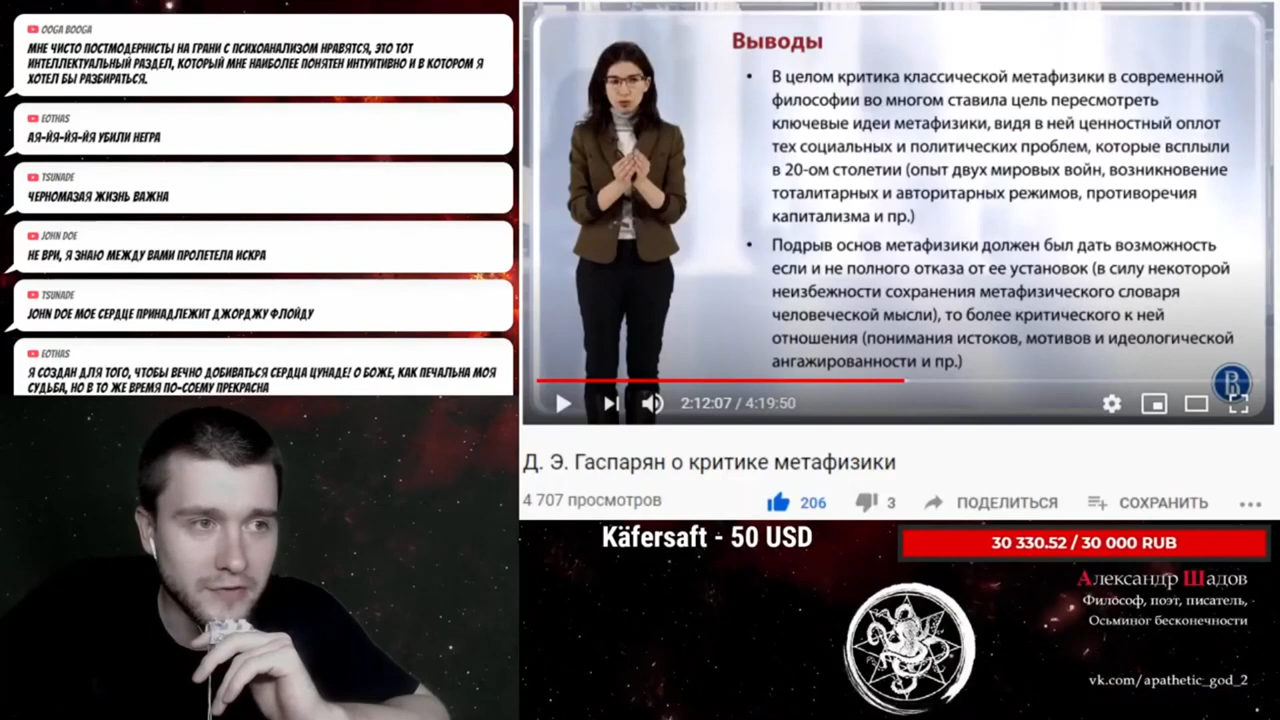 OOGA BOOGA
МНЕ ЧИСТО ПОСТМОДЕРНИСТЫ НА ГРАНИ С ПСИХОАНАЛИЗОМ НРАВЯТСЯ, ЭТО ТОТ
ИНТЕЛЛЕКТУАЛЬНЫЙ РАЗДЕЛ, КОТОРЫЙ МНЕ НАИБОЛЕЕ ПОНЯТЕН ИНТУИТИВНО И В КОТОРОМ Я
ХОТЕЛ БЫ РАЗБИРАТЬСЯ.
EOTHAS
АЯ-ЙЯ-ЙЯ-ЙЯ УБИЛИ НЕГРА
TSUNADE
ЧЕРНОМАЗАЯ ЖИЗНЬ ВАЖНА
JOHN DOE
НЕ ВРИ, Я ЗНАЮ МЕЖДУ ВАМИ ПРОЛЕТЕЛА ИСКРА
TSUNADE
JOHN DOE МОЕ СЕРДЦЕ ПРИНАДЛЕЖИТ ДЖОРДЖУ ФЛОЙДУ
EOTHAS
Я СОЗДАН ДЛЯ ТОГО, ЧТОБЫ ВЕЧНО ДОБИВАТЬСЯ СЕРДЦА ЦУНАДЕ! О БОЖЕ, КАК ПЕЧАЛЬНА МОЯ
СУДЬБА, НО В ТО ЖЕ ВРЕМЯ ПО-СОЕМУ ПРЕКРАСНА
Выводы
• В целом критика классической метафизики в современной
философии во многом ставила цель пересмотреть
ключевые идеи метафизики, видя в ней ценностный оплот
тех социальных и политических проблем, которые всплыли
в 20-ом столетии (опыт двух мировых войн, возникновение
тоталитарных и авторитарных режимов, противоречия
капитализма и пр.)
• Подрыв основ метафизики должен был дать возможность
если и не полного отказа от ее установок (в силу некоторой
неизбежности сохранения метафизического словаря
человеческой мысли), то более критического к ней
отношения (понимания истоков, мотивов и идеологической
ангажированности и пр.)
2:12:07 / 4:19:50
Д. Э. Гаспарян о критике метафизики
4 707 просмотров
206
3
ПОДЕЛИТЬСЯ
СОХРАНИТЬ
Käfersaft - 50 USD
30 330.52 / 30 000 RUB
Александр Шадов
Философ, поэт, писатель,
Осьминог бесконечности
vk.com/apathetic_god_2